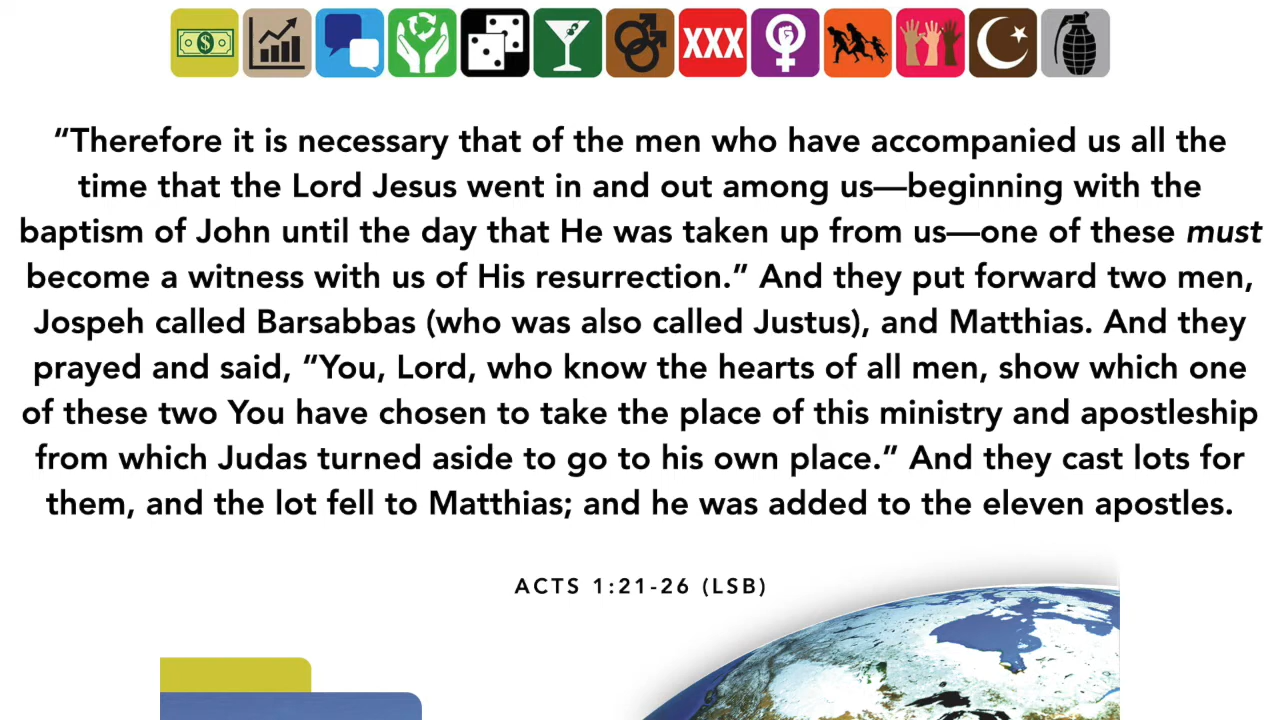 XXX
“Therefore it is necessary that of the men who have accompanied us all the
time that the Lord Jesus went in and out among us—beginning with the
baptism of John until the day that He was taken up from us—one of these must
become a witness with us of His resurrection.” And they put forward two men,
Jospeh called Barsabbas (who was also called Justus), and Matthias. And they
prayed and said, “You, Lord, who know the hearts of all men, show which one
of these two You have chosen to take the place of this ministry and apostleship
from which Judas turned aside to go to his own place.” And they cast lots for
them, and the lot fell to Matthias; and he was added to the eleven apostles.
ACTS 1:21-26 (LSB)